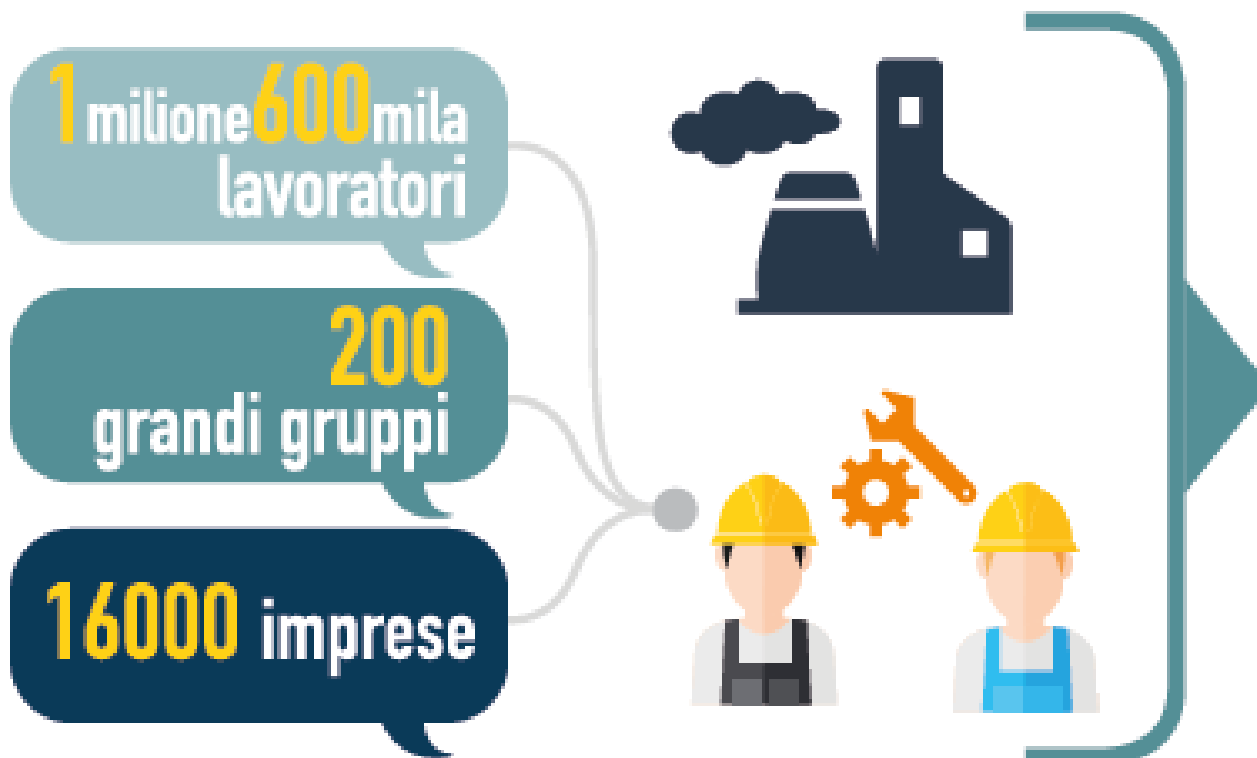 1 milione 600 mila
lavoratori
200
grandi gruppi
16000 imprese